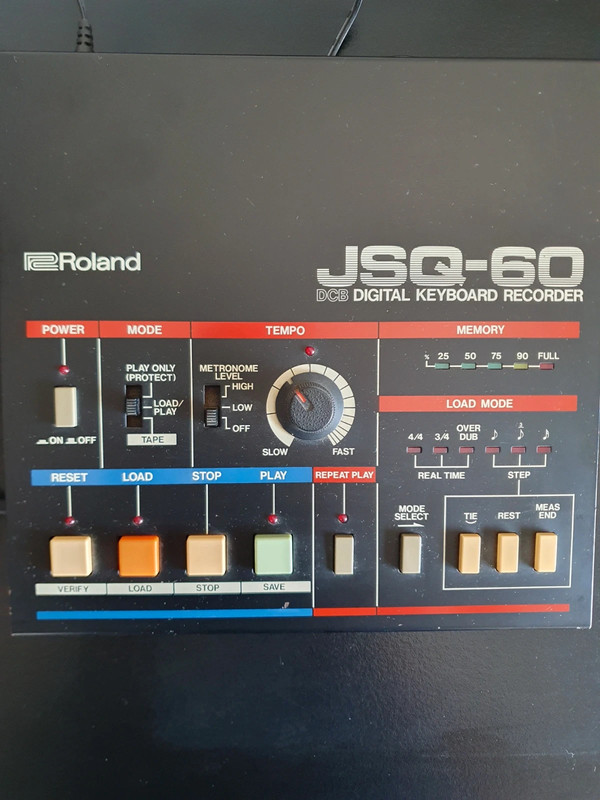 Roland
JSQ-60
DCB DIGITAL KEYBOARD RECORDER
POWER
MODE
TEMPO
MEMORY
PLAY ONLY
(PROTECT)
LOAD/
PLAY
TAPE
METRONOME
LEVEL
HIGH
LOW
OFF
SLOW
FAST
% 25 50 75 90 FULL
ON OFF
LOAD MODE
4/4 3/4 OVER
DUB
REAL TIME
STEP
RESET
LOAD
STOP
PLAY
REPEAT PLAY
MODE
SELECT
TIE
REST
MEAS
END
VERIFY
LOAD
STOP
SAVE